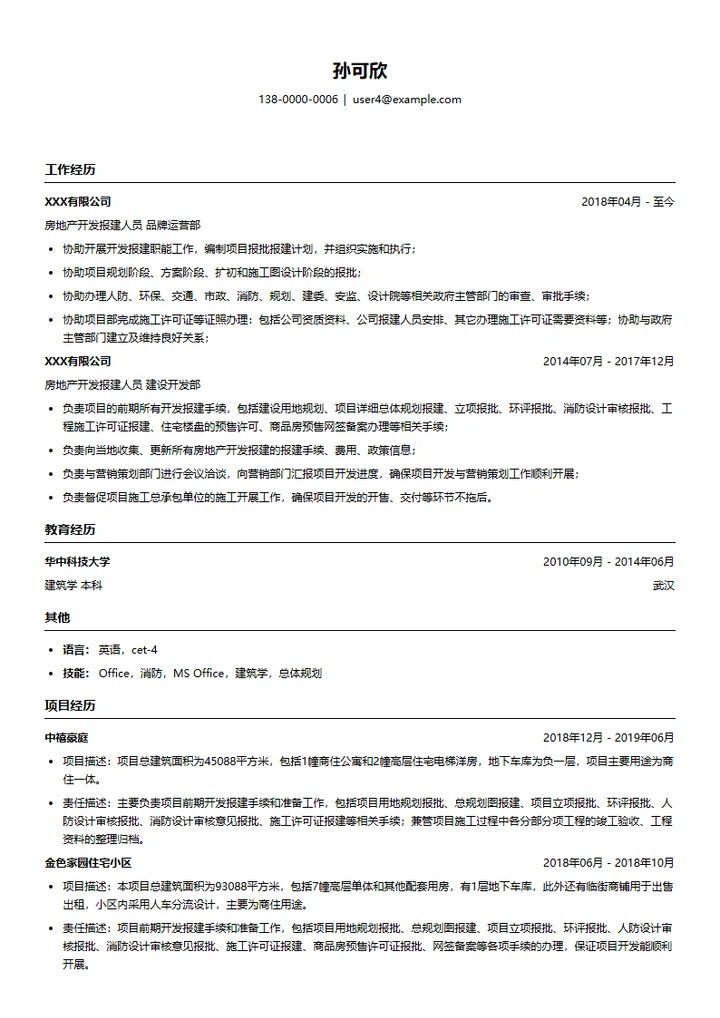 孙可欣
138-0000-0006 | user4@example.com
工作经历
XXX有限公司 2018年04月 - 至今
房地产开发报建人员 品牌运营部
• 协助开展开发报建职能工作，编制项目报批报建计划，并组织实施和执行；
• 协助项目规划阶段、方案阶段、扩初和施工图设计阶段的报批；
• 协助办理人防、环保、交通、市政、消防、规划、建委、安监、设计院等相关政府主管部门的审查、审批手续；
• 协助项目部完成施工许可证等证照办理：包括公司资质资料、公司报建人员安排、其它办理施工许可证需要资料等；协助与政府
主管部门建立及维持良好关系；
XXX有限公司 2014年07月 - 2017年12月
房地产开发报建人员 建设开发部
• 负责项目的前期所有开发报建手续，包括建设用地规划、项目详细总体规划报建、立项报批、环评报批、消防设计审核报批、工
程施工许可证报建、住宅楼盘的预售许可、商品房预售网签备案办理等相关手续；
• 负责向当地收集、更新所有房地产开发报建的报建手续、费用、政策信息；
• 负责与营销策划部门进行会议洽谈，向营销部门汇报项目开发进度，确保项目开发与营销策划工作顺利开展；
• 负责督促项目施工总承包单位的施工开展工作，确保项目开发的开售、交付等环节不拖后。
教育经历
华中科技大学 2010年09月 - 2014年06月
建筑学 本科 武汉
其他
• 语言： 英语，cet-4
• 技能： Office，消防，MS Office，建筑学，总体规划
项目经历
中禧豪庭 2018年12月 - 2019年06月
• 项目描述：项目总建筑面积为45088平方米，包括1幢商住公寓和2幢高层住宅电梯洋房，地下车库为负一层，项目主要用途为商
住一体。
• 责任描述：主要负责项目前期开发报建手续和准备工作，包括项目用地规划报批、总规划图报建、项目立项报批、环评报批、人
防设计审核报批、消防设计审核意见报批、施工许可证报建等相关手续；兼管项目施工过程中各分部分项工程的竣工验收、工程
资料的整理归档。
金色家园住宅小区 2018年06月 - 2018年10月
• 项目描述：本项目总建筑面积为93088平方米，包括7幢高层单体和其他配套用房，有1层地下车库，此外还有临街商铺用于出售
出租，小区内采用人车分流设计，主要为商住用途。
• 责任描述：项目前期开发报建手续和准备工作，包括项目用地规划报批、总规划图报建、项目立项报批、环评报批、人防设计审
核报批、消防设计审核意见报批、施工许可证报建、商品房预售许可证报批、网签备案等各项手续的办理，保证项目开发能顺利
开展。